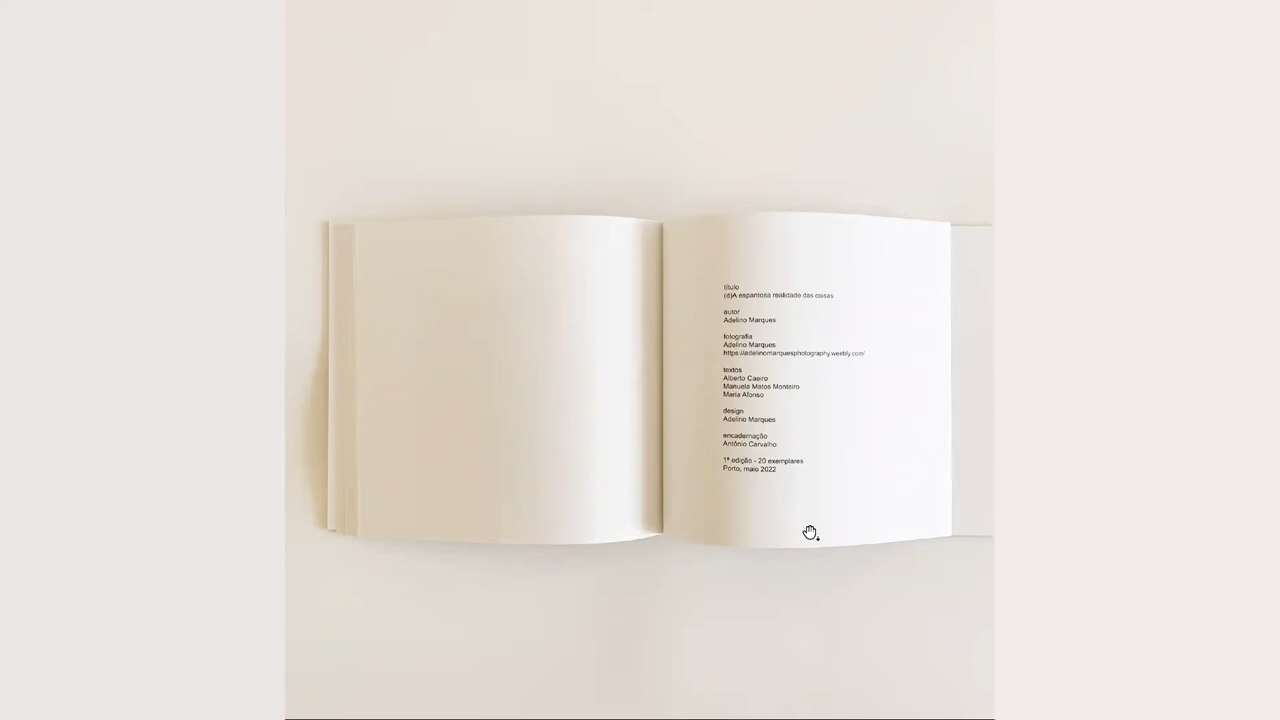 título
(d)A espantosa realidade das coisas
autor
Adelino Marques
fotografia
Adelino Marques
https://adelinomarquesphotography.weebly.com/
textos
Alberto Caeiro
Manuela Matos Monteiro
Maria Afonso
design
Adelino Marques
encadernação
António Carvalho
1ª edição - 20 exemplares
Porto, maio 2022